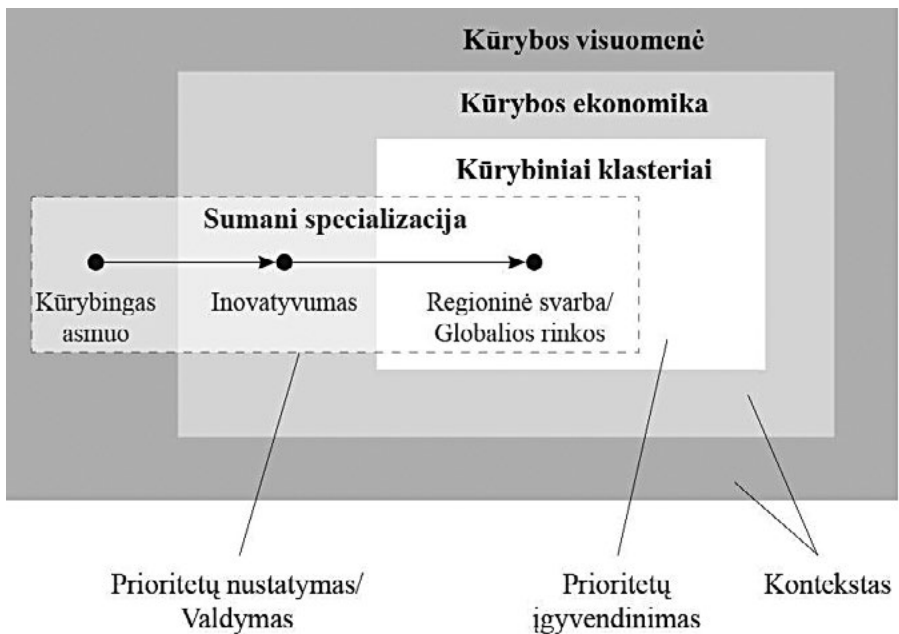 Kūrybos visuomenė
Kūrybos ekonomika
Kūrybiniai klasteriai
Sumani specializacija
Kūrybingas
asmuo
Inovatyvumas
Regioninė svarba/
Globalios rinkos
Prioritetų nustatymas/
Valdymas
Prioritetų
įgyvendinimas
Kontekstas